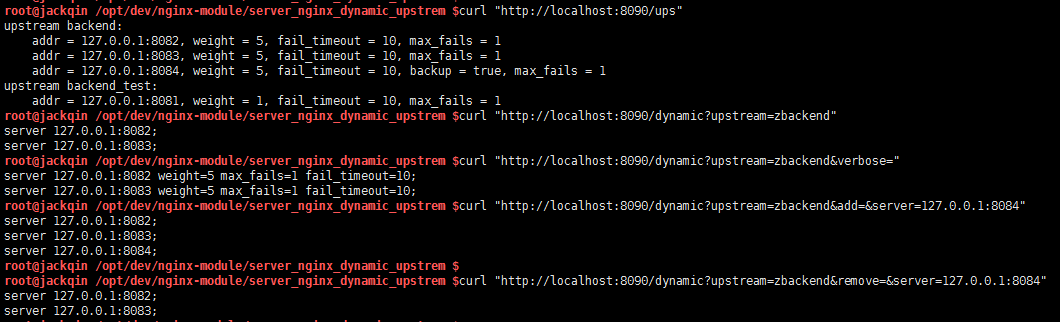 root@jackqin /opt/dev/nginx-module/server_nginx_dynamic_upstrem $curl "http://localhost:8090/ups"
upstream backend:
    addr = 127.0.0.1:8082, weight = 5, fail_timeout = 10, max_fails = 1
    addr = 127.0.0.1:8083, weight = 5, fail_timeout = 10, max_fails = 1
    addr = 127.0.0.1:8084, weight = 5, fail_timeout = 10, backup = true, max_fails = 1
upstream backend_test:
    addr = 127.0.0.1:8081, weight = 1, fail_timeout = 10, max_fails = 1
root@jackqin /opt/dev/nginx-module/server_nginx_dynamic_upstrem $curl "http://localhost:8090/dynamic?upstream=zbackend"
server 127.0.0.1:8082;
server 127.0.0.1:8083;
root@jackqin /opt/dev/nginx-module/server_nginx_dynamic_upstrem $curl "http://localhost:8090/dynamic?upstream=zbackend&verbose="
server 127.0.0.1:8082 weight=5 max_fails=1 fail_timeout=10;
server 127.0.0.1:8083 weight=5 max_fails=1 fail_timeout=10;
root@jackqin /opt/dev/nginx-module/server_nginx_dynamic_upstrem $curl "http://localhost:8090/dynamic?upstream=zbackend&add=&server=127.0.0.1:8084"
server 127.0.0.1:8082;
server 127.0.0.1:8083;
server 127.0.0.1:8084;
root@jackqin /opt/dev/nginx-module/server_nginx_dynamic_upstrem $
root@jackqin /opt/dev/nginx-module/server_nginx_dynamic_upstrem $curl "http://localhost:8090/dynamic?upstream=zbackend&remove=&server=127.0.0.1:8084"
server 127.0.0.1:8082;
server 127.0.0.1:8083;